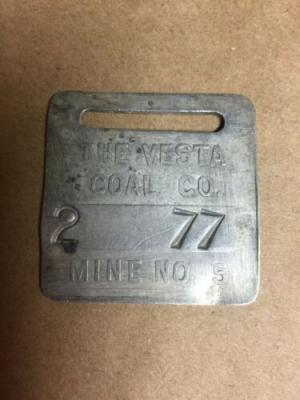 THE VESTA
COAL CO.
2 77
MINE NO 5